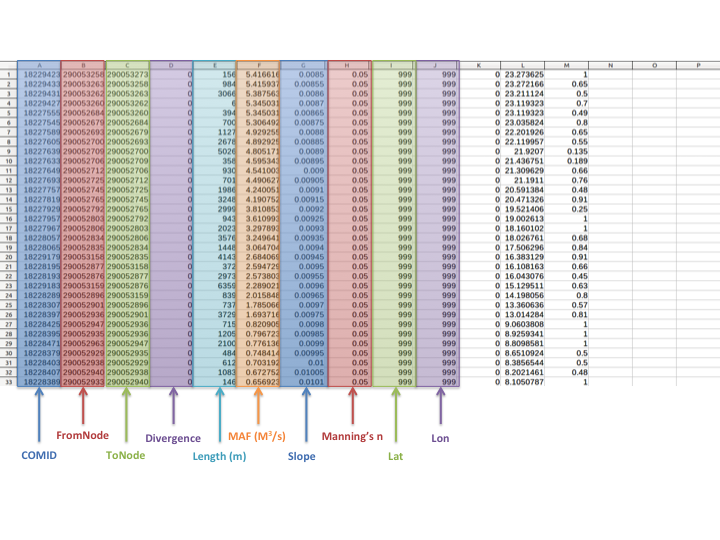 A B C D E F G H I J K L M N O P
1 18229423 290053258 290053273 0 156 5.416616 0.0085 0.05 999 999 0 23.273625 1
2 18229433 290053263 290053258 0 984 5.415937 0.00855 0.05 999 999 0 23.272166 0.65
3 18229431 290053262 290053263 0 3066 5.387563 0.0086 0.05 999 999 0 23.211124 0.5
4 18229427 290053260 290053262 0 6 5.345031 0.0087 0.05 999 999 0 23.119323 0.7
5 18227555 290052684 290053260 0 394 5.345031 0.00865 0.05 999 999 0 23.119323 0.49
6 18227545 290052679 290052684 0 700 5.306492 0.00875 0.05 999 999 0 23.035824 0.8
7 18227589 290052693 290052679 0 1127 4.929255 0.0088 0.05 999 999 0 22.201926 0.65
8 18227605 290052700 290052693 0 2678 4.892925 0.00885 0.05 999 999 0 22.119457 0.55
9 18227639 290052709 290052700 0 5026 4.805171 0.0089 0.05 999 999 0 21.9207 0.135
10 18227633 290052706 290052709 0 358 4.595343 0.00895 0.05 999 999 0 21.436751 0.189
11 18227649 290052712 290052706 0 930 4.541003 0.009 0.05 999 999 0 21.309629 0.66
12 18227693 290052725 290052712 0 701 4.490627 0.00905 0.05 999 999 0 21.1911 0.76
13 18227757 290052745 290052725 0 1986 4.240051 0.0091 0.05 999 999 0 20.591384 0.48
14 18227819 290052765 290052745 0 3248 4.190752 0.00915 0.05 999 999 0 20.471326 0.91
15 18227929 290052792 290052765 0 2999 3.810853 0.0092 0.05 999 999 0 19.521406 0.25
16 18227957 290052803 290052792 0 943 3.610993 0.00925 0.05 999 999 0 19.002613 1
17 18227967 290052806 290052803 0 2023 3.297893 0.0093 0.05 999 999 0 18.160102 1
18 18228057 290052834 290052806 0 3576 3.249641 0.00935 0.05 999 999 0 18.026761 0.68
19 18228065 290052835 290052834 0 1448 3.064704 0.0094 0.05 999 999 0 17.506296 0.84
20 18229179 290053158 290052835 0 4143 2.684069 0.00945 0.05 999 999 0 16.383129 0.91
21 18228195 290052877 290053158 0 372 2.594729 0.0095 0.05 999 999 0 16.108163 0.66
22 18228193 290052876 290052877 0 2973 2.573803 0.00955 0.05 999 999 0 16.043076 0.45
23 18229183 290053159 290052876 0 6359 2.289021 0.0096 0.05 999 999 0 15.129511 0.63
24 18228289 290052896 290053159 0 839 2.015848 0.00965 0.05 999 999 0 14.198056 0.8
25 18228307 290052901 290052896 0 737 1.785066 0.0097 0.05 999 999 0 13.360636 0.57
26 18228397 290052936 290052901 0 3729 1.693716 0.00975 0.05 999 999 0 13.014284 0.81
27 18228425 290052947 290052936 0 715 0.820905 0.0098 0.05 999 999 0 9.0603808 1
28 18228395 290052935 290052936 0 1205 0.796723 0.00985 0.05 999 999 0 8.9259341 1
29 18228471 290052963 290052947 0 2100 0.776136 0.0099 0.05 999 999 0 8.8098581 1
30 18228379 290052929 290052935 0 484 0.748414 0.00995 0.05 999 999 0 8.6510924 0.5
31 18228403 290052938 290052929 0 612 0.703192 0.01 0.05 999 999 0 8.3856544 0.5
32 18228407 290052940 290052938 0 1083 0.672752 0.01005 0.05 999 999 0 8.2021461 0.48
33 18228389 290052933 290052940 0 146 0.656923 0.0101 0.05 999 999 0 8.1050787 1
FromNode Divergence MAF (M³/s) Manning's n Lon
COMID ToNode Length (m) Slope Lat